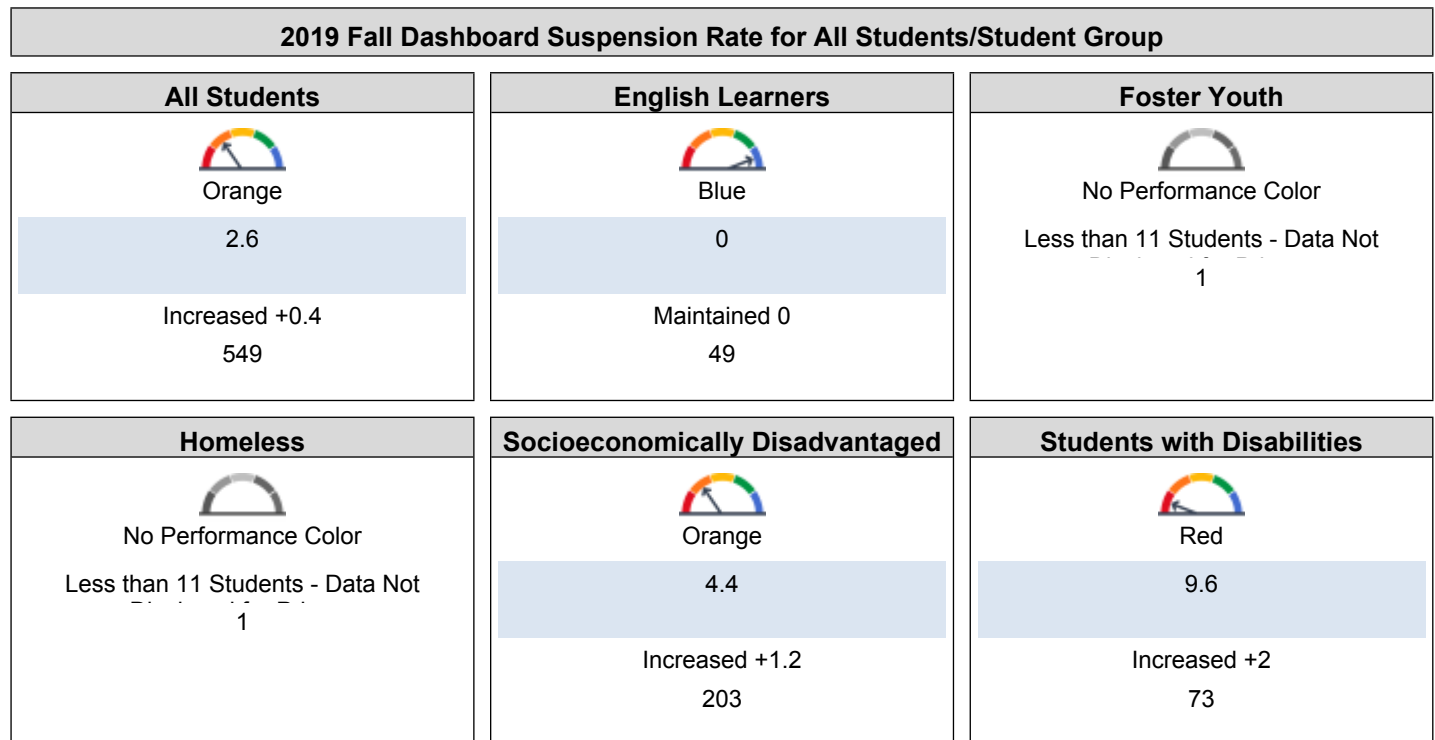 2019 Fall Dashboard Suspension Rate for All Students/Student Group
All Students
Orange
2.6
Increased +0.4
549
English Learners
Blue
0
Maintained 0
49
Foster Youth
No Performance Color
Less than 11 Students - Data Not
1
Homeless
No Performance Color
Less than 11 Students - Data Not
1
Socioeconomically Disadvantaged
Orange
4.4
Increased +1.2
203
Students with Disabilities
Red
9.6
Increased +2
73